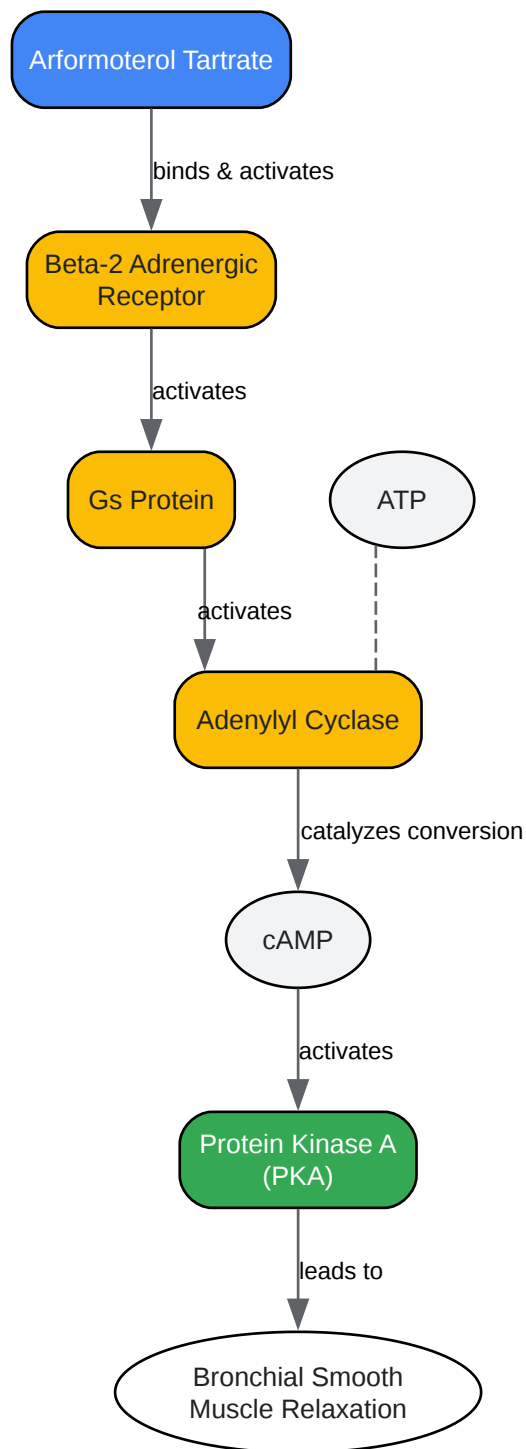 Arformoterol Tartrate
binds & activates
Beta-2 Adrenergic
Receptor
activates
Gs Protein
ATP
activates
Adenylyl Cyclase
catalyzes conversion
cAMP
activates
Protein Kinase A
(PKA)
leads to
Bronchial Smooth
Muscle Relaxation